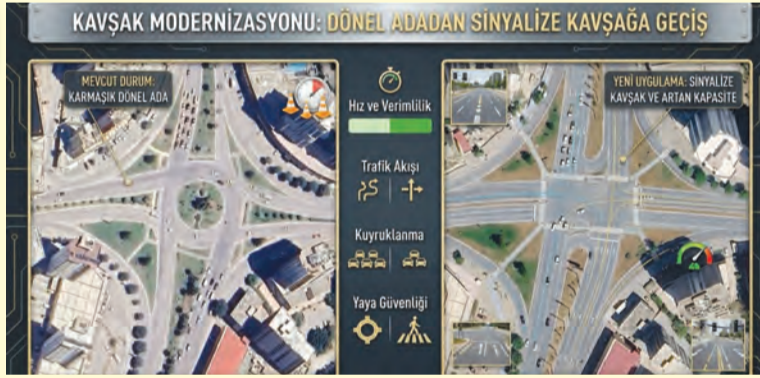 KAVŞAK MODERNİZASYONU: DÖNEL ADADAN SİNYALİZE KAVŞAĞA GEÇİŞ
MEVCUT DURUM:
KARMAŞIK DÖNEL ADA
Hız ve Verimlilik
Trafik Akışı
Kuyruklanma
Yaya Güvenliği
YENİ UYGULAMA: SİNYALİZE
KAVŞAK VE ARTAN KAPASİTE